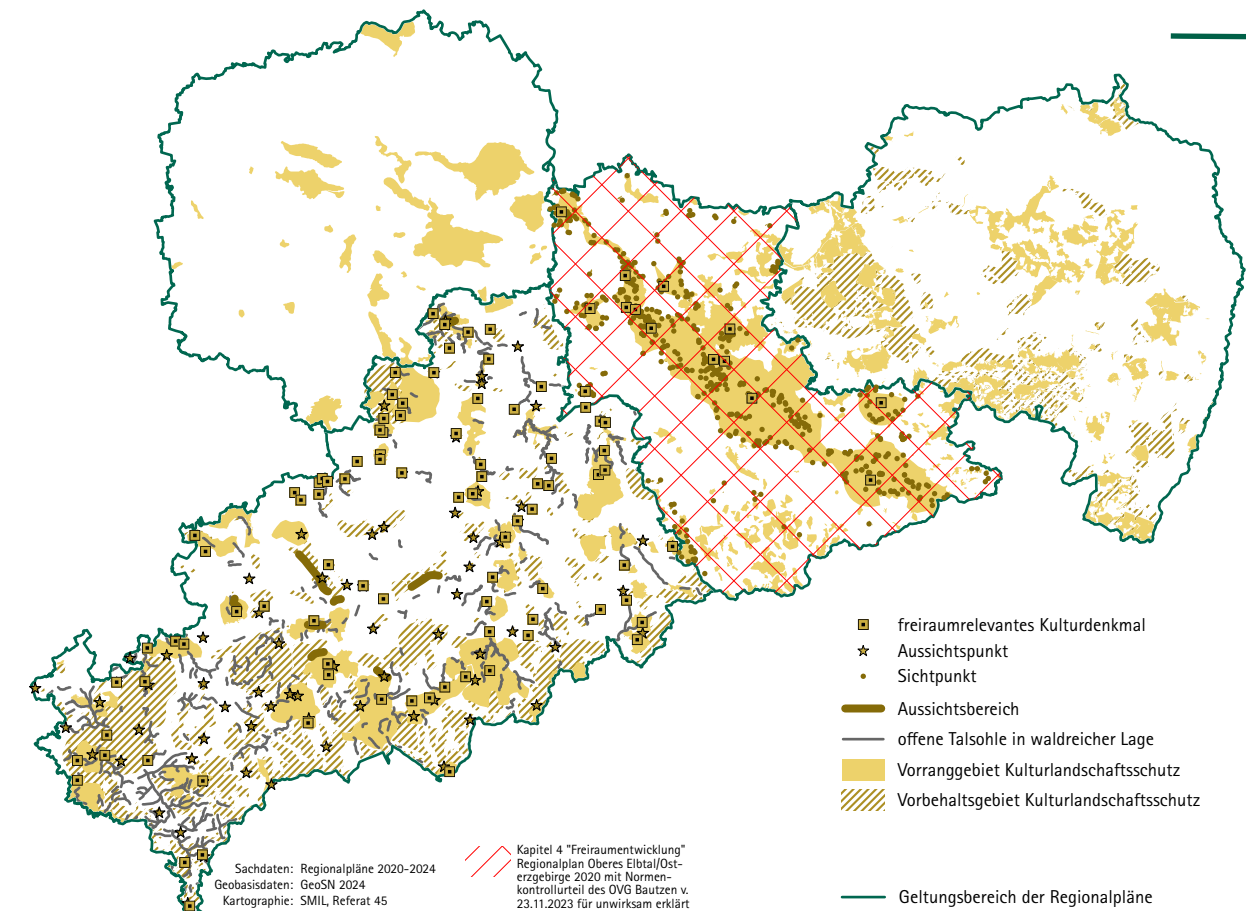 freiraumrelevantes Kulturdenkmal
Aussichtspunkt
Sichtpunkt
Aussichtsbereich
offene Talsohle in waldreicher Lage
Vorranggebiet Kulturlandschaftsschutz
Vorbehaltsgebiet Kulturlandschaftsschutz
Geltungsbereich der Regionalpläne
Sachdaten: Regionalpläne 2020-2024
Geobasisdaten: GeoSN 2024
Kartographie: SMIL, Referat 45
Kapitel 4 "Freiraumentwicklung"
Regionalplan Oberes Elbtal/Ost-
erzgebirge 2020 mit Normen-
kontrollurteil des OVG Bautzen v.
23.11.2023 für unwirksam erklärt